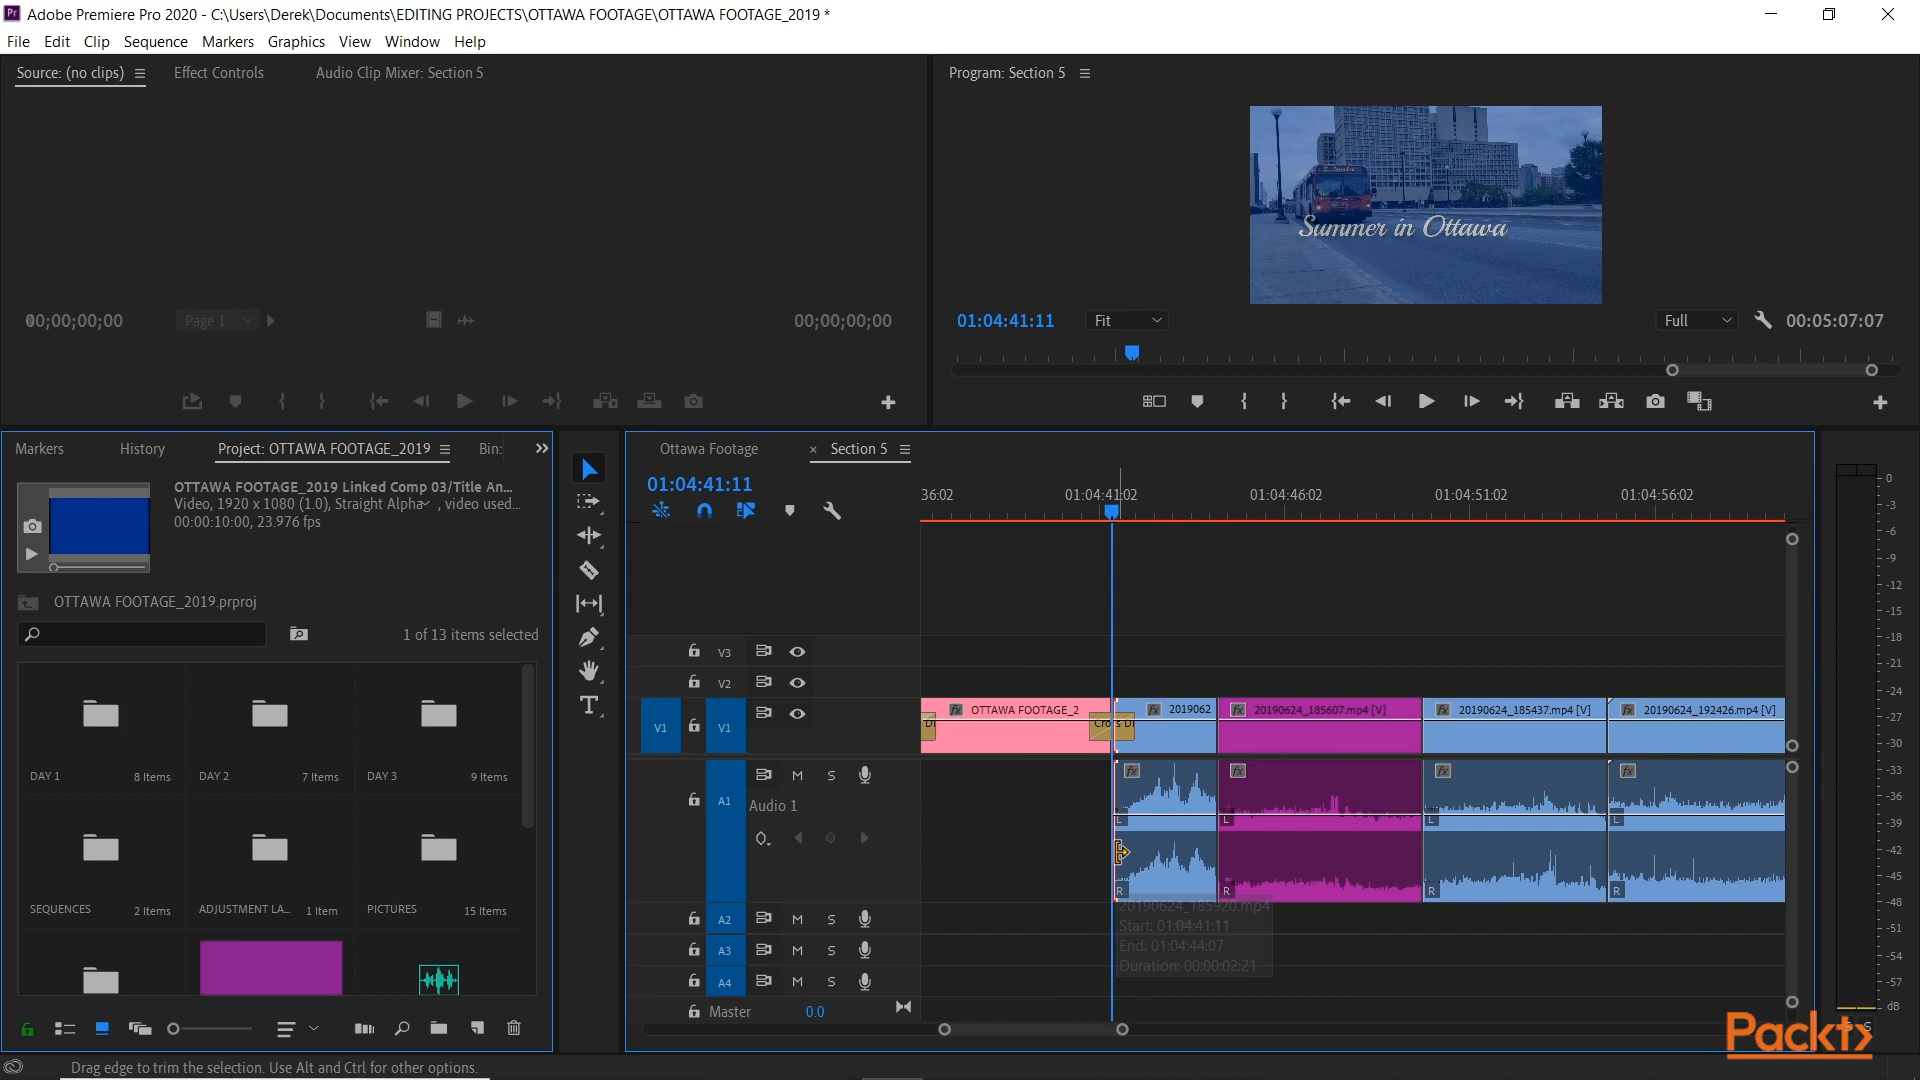 Adobe Premiere Pro 2020 - C:\Users\Derek\Documents\EDITING PROJECTS\OTTAWA FOOTAGE\OTTAWA FOOTAGE_2019 *
File Edit Clip Sequence Markers Graphics View Window Help
Source: (no clips) Effect Controls Audio Clip Mixer: Section 5
Program: Section 5
Summer in Ottawa
00;00;00;00 Page 1 00;00;00;00
01:04:41:11 Fit Full 00:05:07:07
Markers History Project: OTTAWA FOOTAGE_2019 Bin:
OTTAWA FOOTAGE_2019 Linked Comp 03/Title An...
Video, 1920 x 1080 (1.0), Straight Alpha , video used...
00:00:10:00, 23.976 fps
OTTAWA FOOTAGE_2019.prproj
1 of 13 items selected
DAY 1 8 Items
DAY 2 7 Items
DAY 3 9 Items
SEQUENCES 2 Items
ADJUSTMENT LA... 1 Item
PICTURES 15 Items
Ottawa Footage × Section 5
01:04:41:11
36:02 01:04:41:02 01:04:46:02 01:04:51:02 01:04:56:02
V3
V2
V1 V1
fx OTTAWA FOOTAGE_2 fx 2019062 fx 20190624_185607.mp4 [V] fx 20190624_185437.mp4 [V] fx 20190624_192426.mp4 [V]
DI Cross DI
A1 M S
fx fx fx fx
Audio 1
L L L L
R R R R
20190624_185920.mp4
Start: 01:04:41:11
End: 01:04:44:07
Duration: 00:00:02:21
A2 M S
A3 M S
A4 M S
Master 0.0
0
-3
-6
-9
-12
-15
-18
-21
-24
-27
-30
-33
-36
-39
-42
-45
-48
-51
-54
-57
dB
S
Packt
Drag edge to trim the selection. Use Alt and Ctrl for other options.